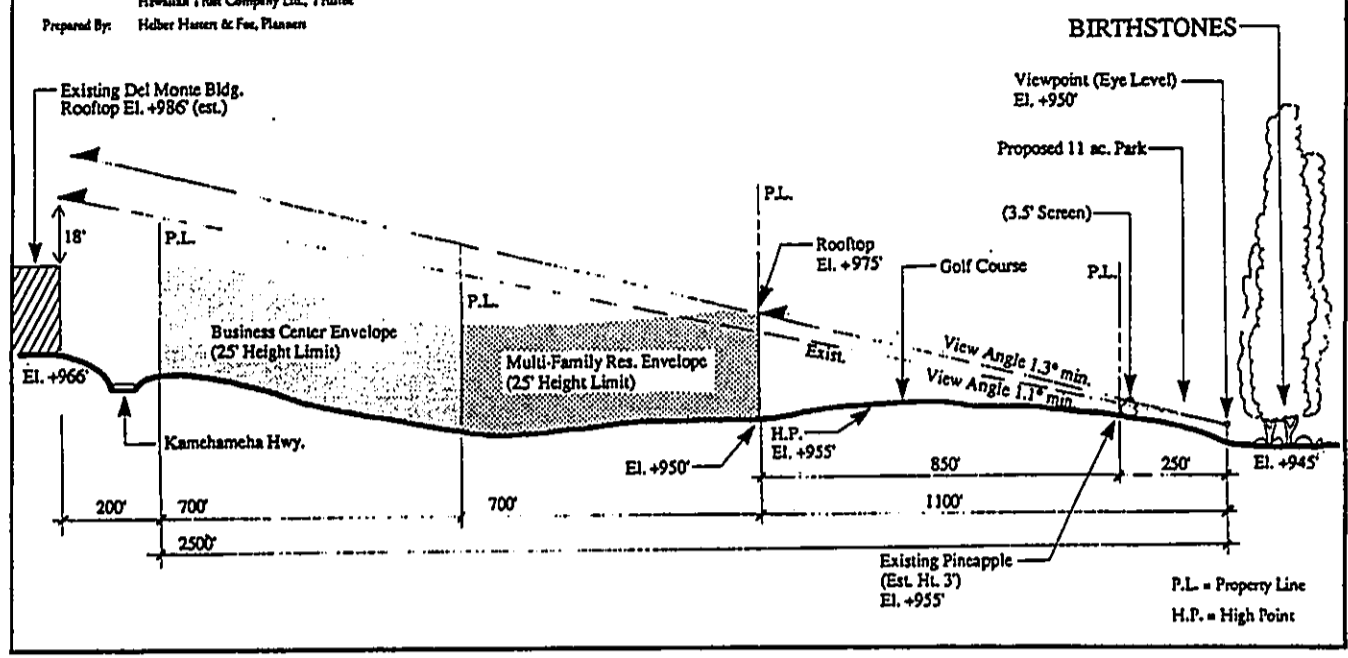 Hawaiian Trust Company Ltd., Trustee
Prepared By: Helber Hastert & Fee, Planners
BIRTHSTONES
Existing Del Monte Bldg.
Rooftop El. +986' (est.)
Viewpoint (Eye Level)
El. +950'
Proposed 11 ac. Park
(3.5' Screen)
P.L.
18'
P.L.
Rooftop
El. +975'
Golf Course
P.L.
P.L.
Business Center Envelope
(25' Height Limit)
Multi-Family Res. Envelope
(25' Height Limit)
Exist.
View Angle 1.3° min.
View Angle 1.1° min.
El. +966'
Kamehameha Hwy.
H.P.
El. +955'
El. +950'
El. +945'
850'
250'
200'
700'
700'
1100'
2500'
Existing Pineapple
(Est. Ht. 3')
El. +955'
P.L. = Property Line
H.P. = High Point